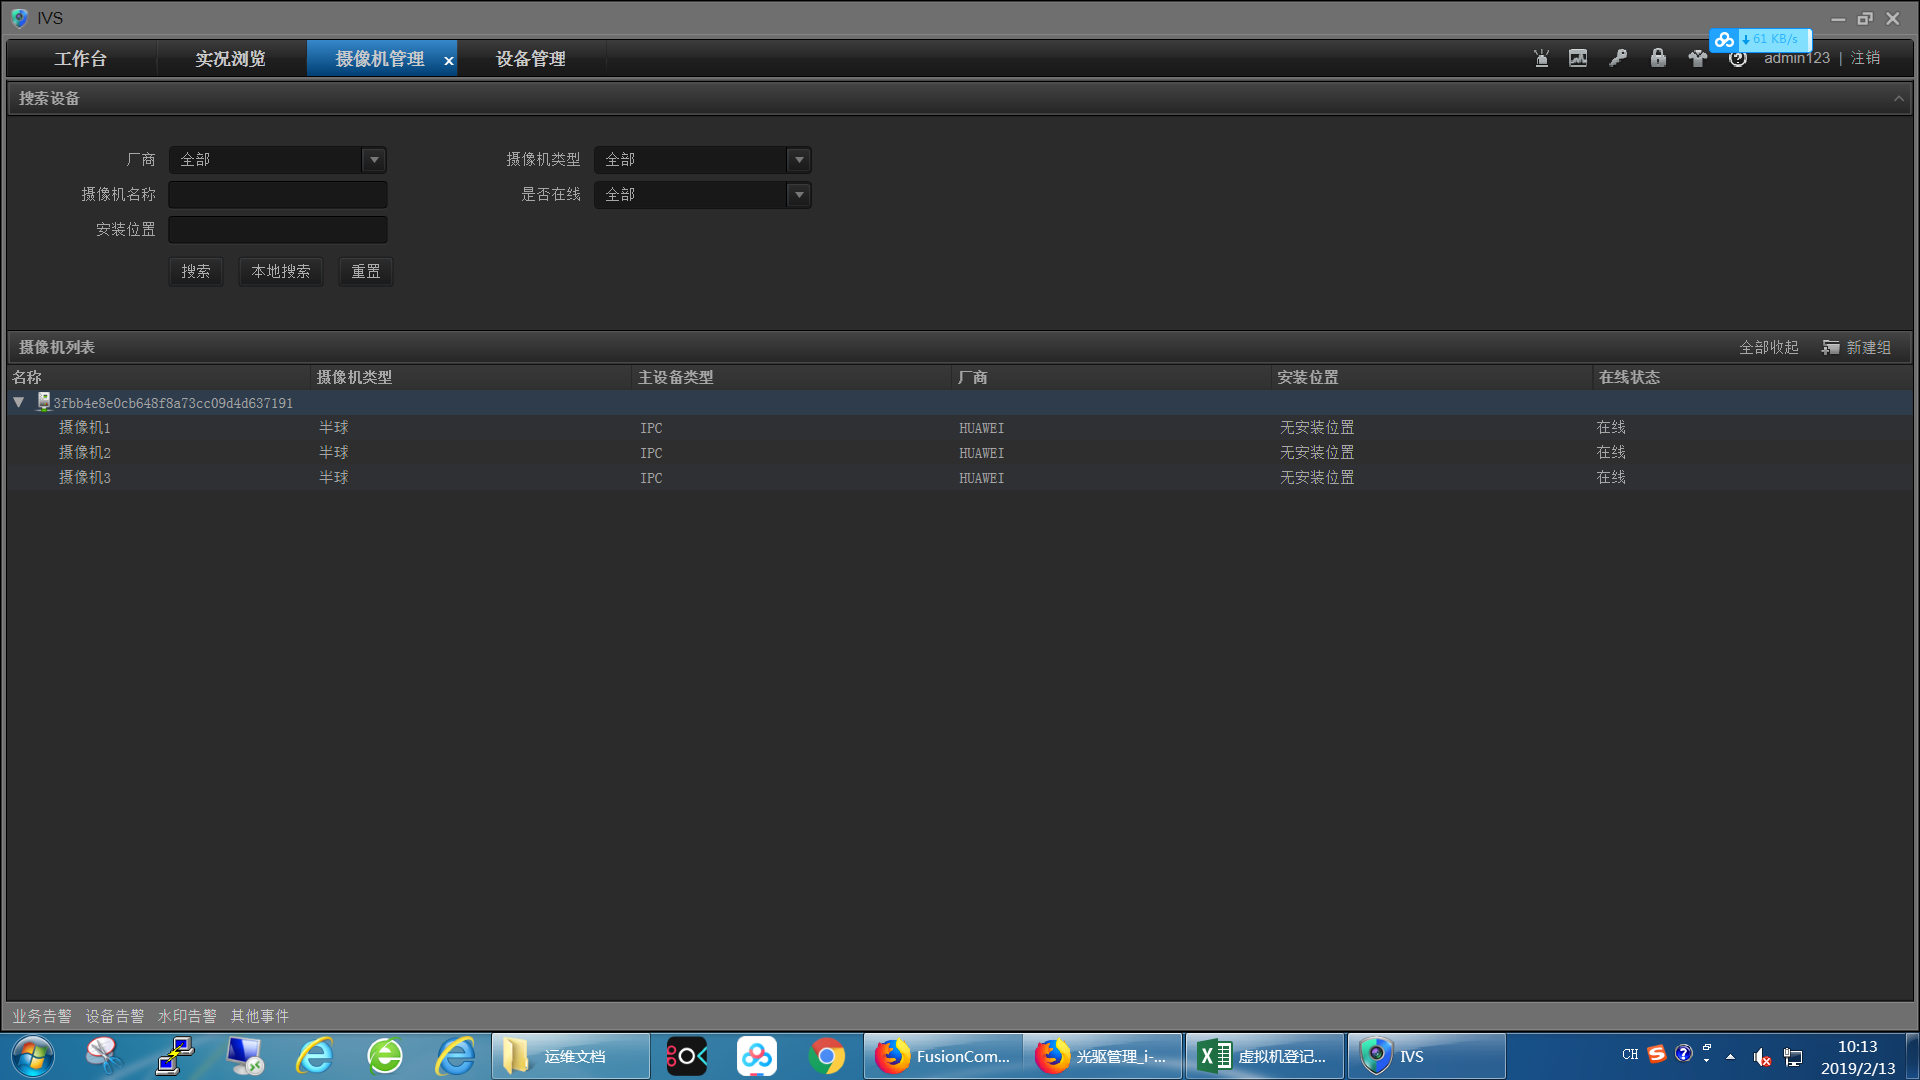 IVS
工作台 实况浏览 摄像机管理 x 设备管理
61 KB/s
admin123 | 注销
搜索设备
厂商 全部 摄像机类型 全部
摄像机名称 是否在线 全部
安装位置
搜索 本地搜索 重置
摄像机列表 全部收起 新建组
名称 摄像机类型 主设备类型 厂商 安装位置 在线状态
3fbb4e8e0cb648f8a73cc09d4d637191
摄像机1 半球 IPC HUAWEI 无安装位置 在线
摄像机2 半球 IPC HUAWEI 无安装位置 在线
摄像机3 半球 IPC HUAWEI 无安装位置 在线
业务告警 设备告警 水印告警 其他事件
运维文档 FusionCom... 光驱管理_i-... 虚拟机登记... IVS CH 10:13
2019/2/13